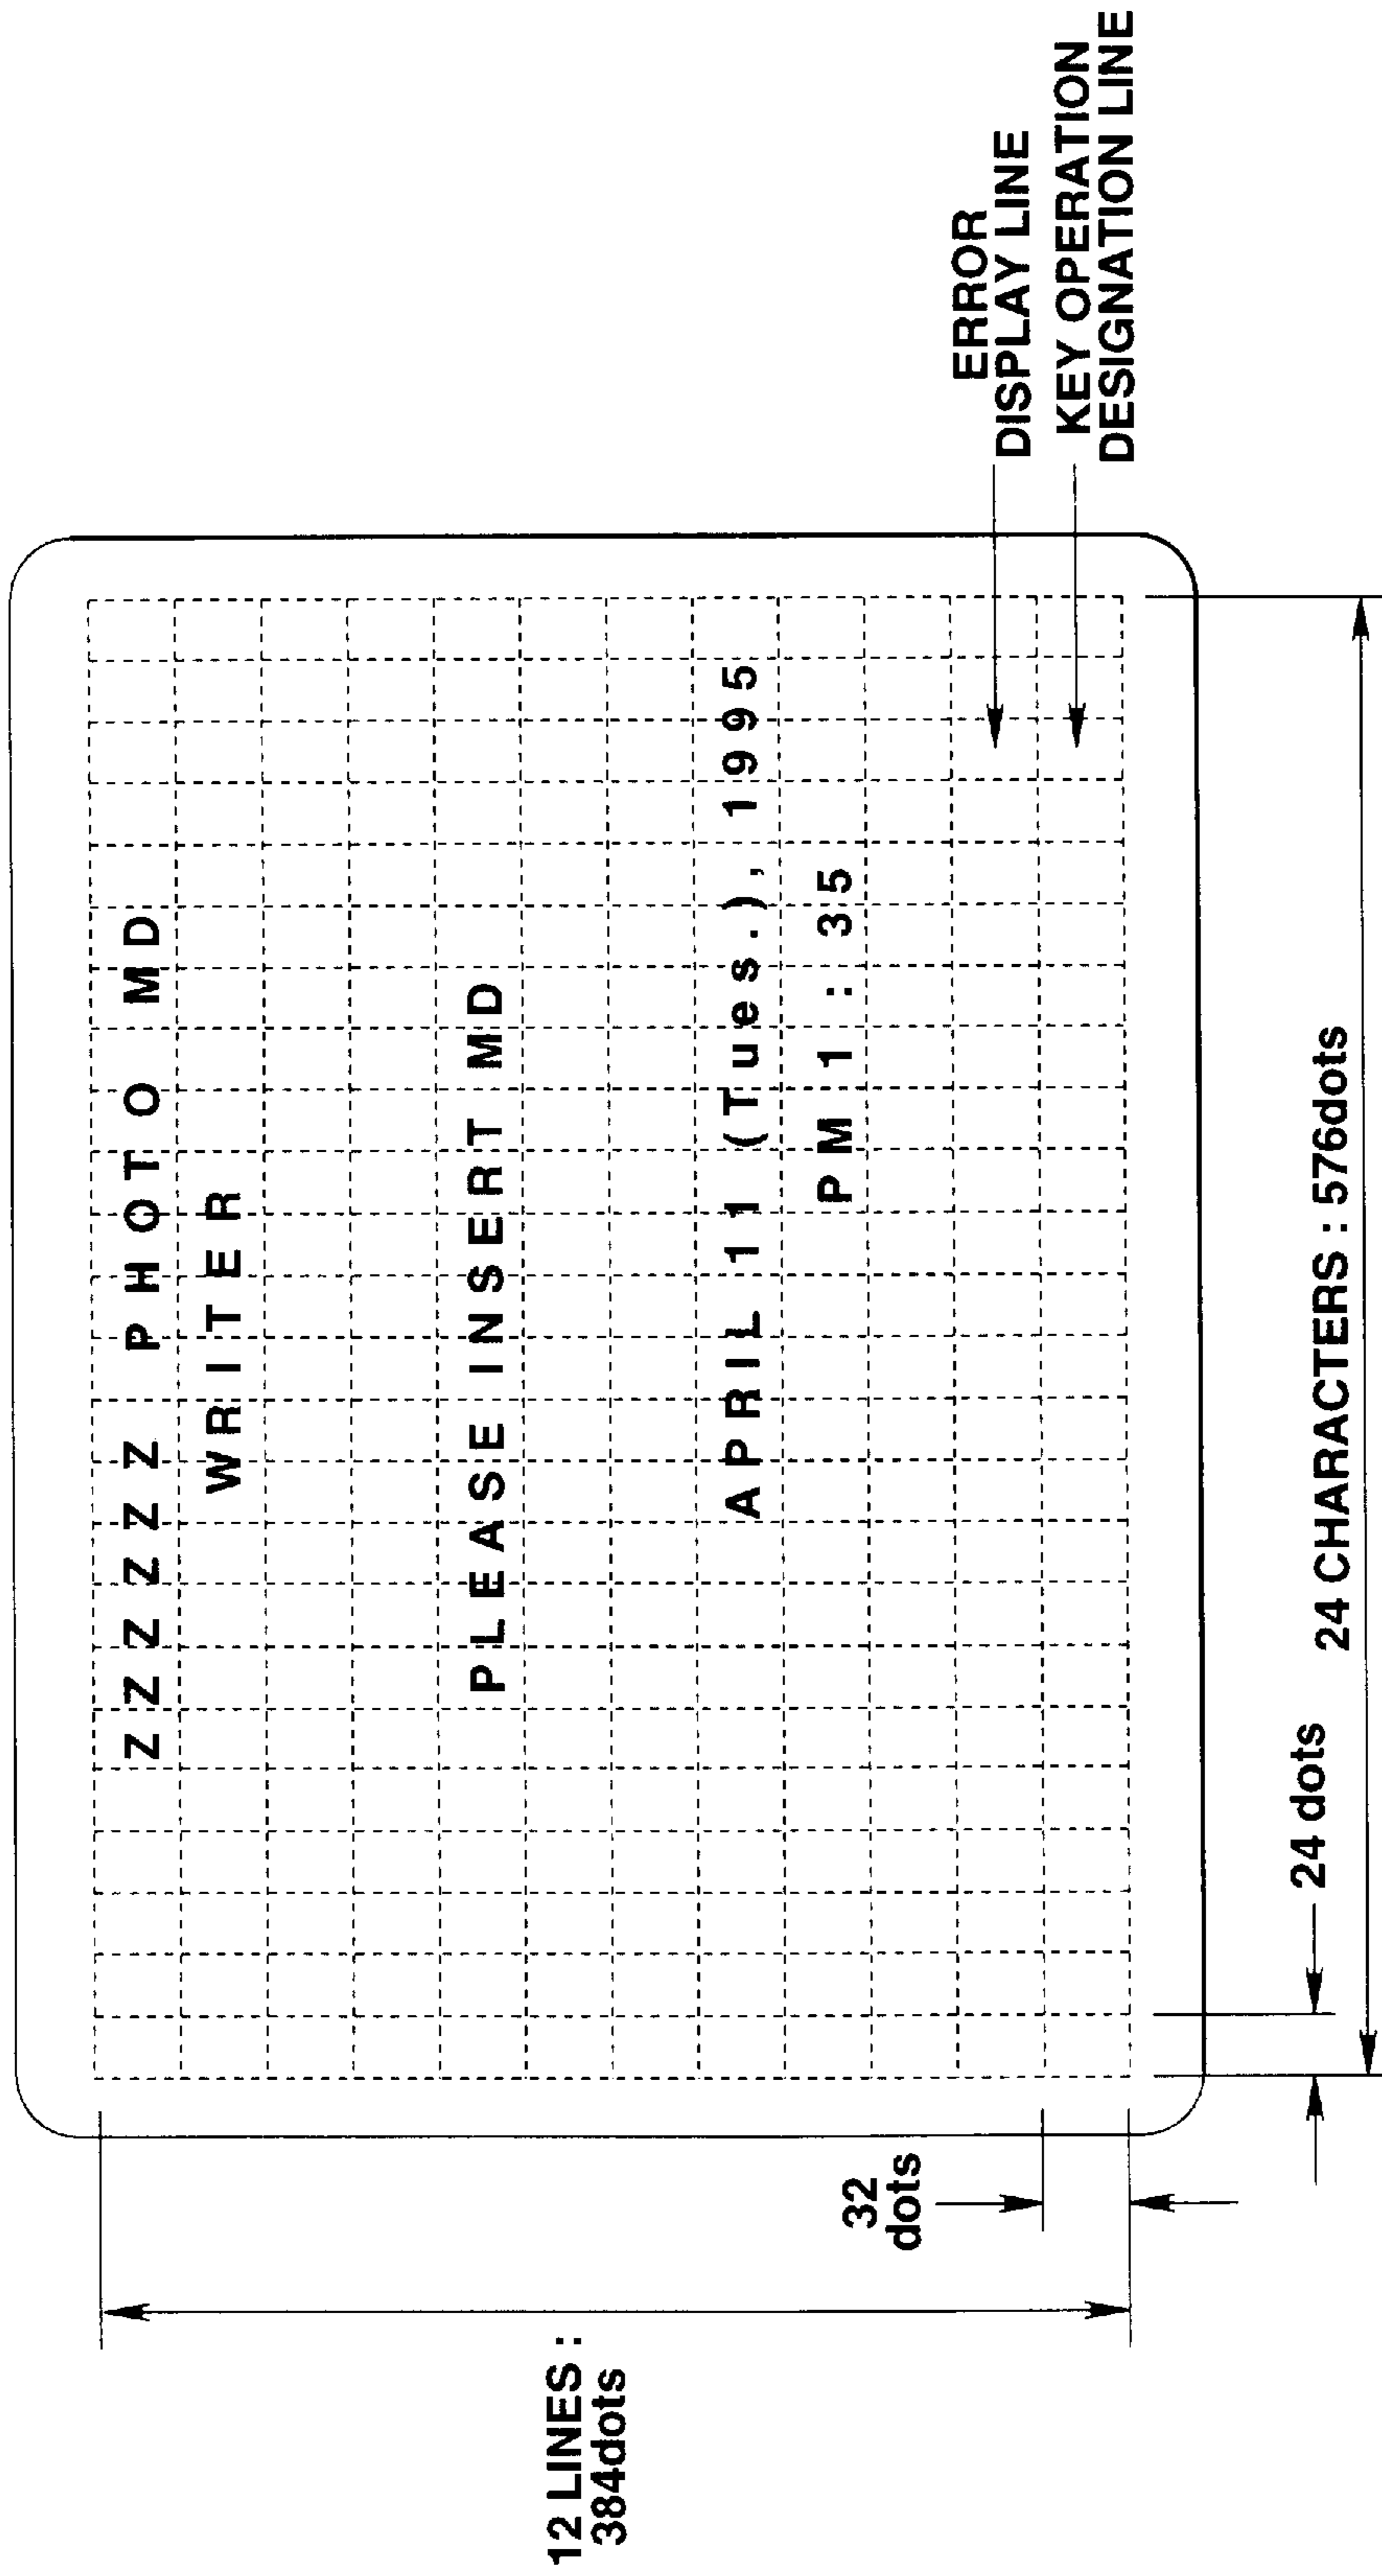 ZZZZZZ PHOTO MD
WRITER
PLEASE INSERT MD
APRIL 11 (Tues.), 1995
PM 1 : 35
ERROR
DISPLAY LINE
KEY OPERATION
DESIGNATION LINE
12 LINES :
384dots
32
dots
24 dots
24 CHARACTERS : 576dots